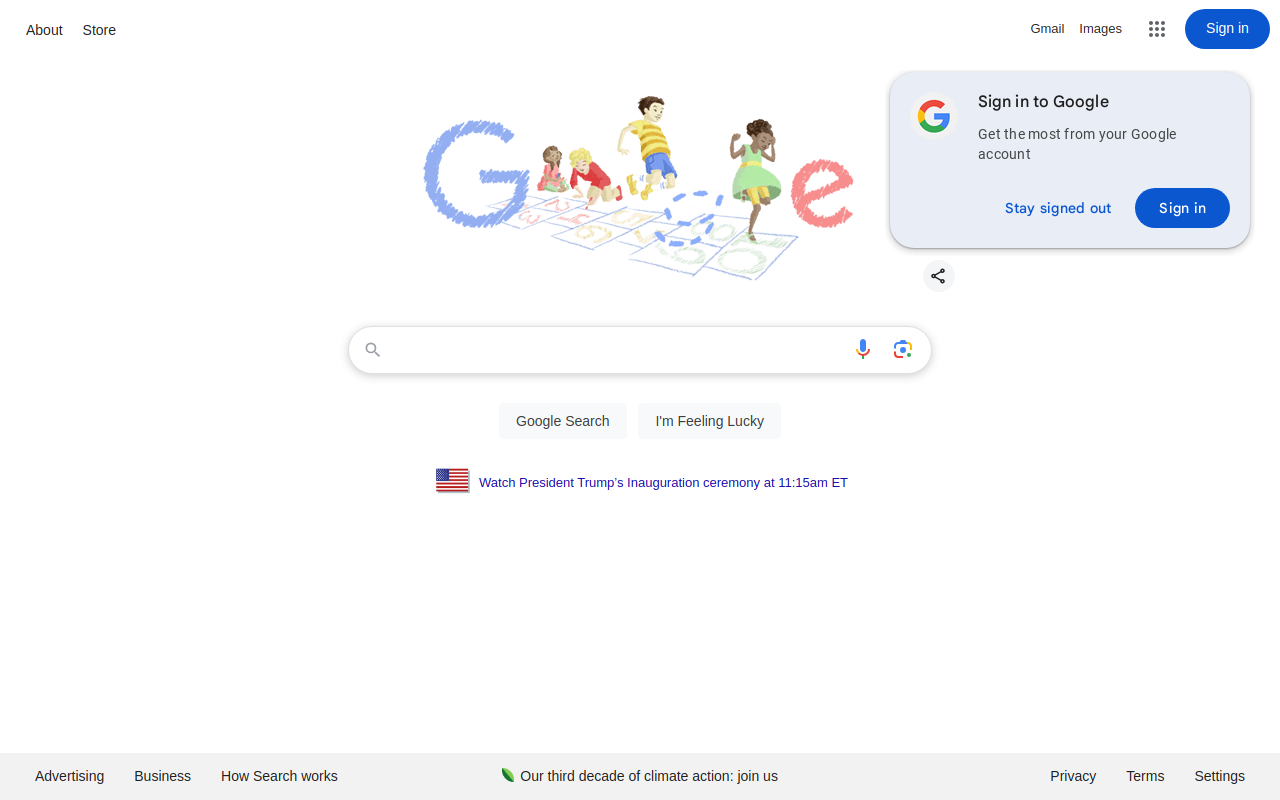 About
Store
Gmail
Images
Sign in
Sign in to Google
Get the most from your Google
account
Stay signed out
Sign in
Google Search
I'm Feeling Lucky
Watch President Trump's Inauguration ceremony at 11:15am ET
Advertising
Business
How Search works
Our third decade of climate action: join us
Privacy
Terms
Settings